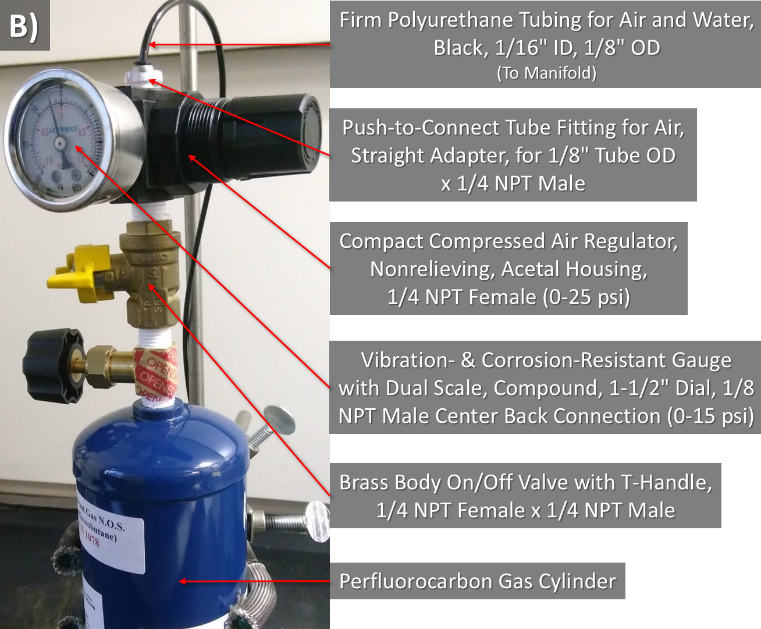 B)
Firm Polyurethane Tubing for Air and Water,
Black, 1/16" ID, 1/8" OD
(To Manifold)
Push-to-Connect Tube Fitting for Air,
Straight Adapter, for 1/8" Tube OD
x 1/4 NPT Male
Compact Compressed Air Regulator,
Nonrelieving, Acetal Housing,
1/4 NPT Female (0-25 psi)
Vibration- & Corrosion-Resistant Gauge
with Dual Scale, Compound, 1-1/2" Dial, 1/8
NPT Male Center Back Connection (0-15 psi)
Brass Body On/Off Valve with T-Handle,
1/4 NPT Female x 1/4 NPT Male
Perfluorocarbon Gas Cylinder
OPENED
OPENED
Gas N.O.S.
1978